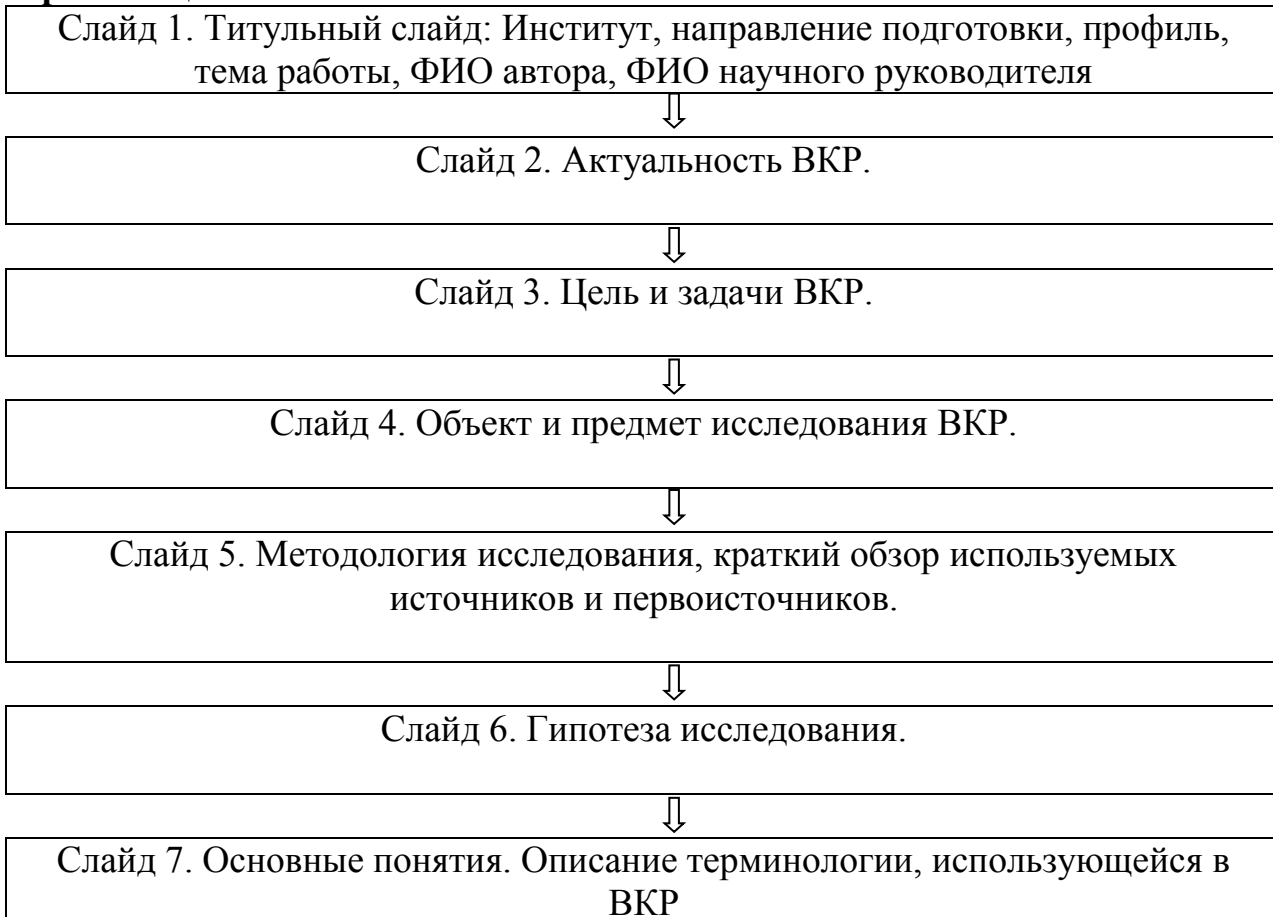 Слайд 1. Титульный слайд: Институт, направление подготовки, профиль,
тема работы, ФИО автора, ФИО научного руководителя
Слайд 2. Актуальность ВКР.
Слайд 3. Цель и задачи ВКР.
Слайд 4. Объект и предмет исследования ВКР.
Слайд 5. Методология исследования, краткий обзор используемых
источников и первоисточников.
Слайд 6. Гипотеза исследования.
Слайд 7. Основные понятия. Описание терминологии, использующейся в
ВКР